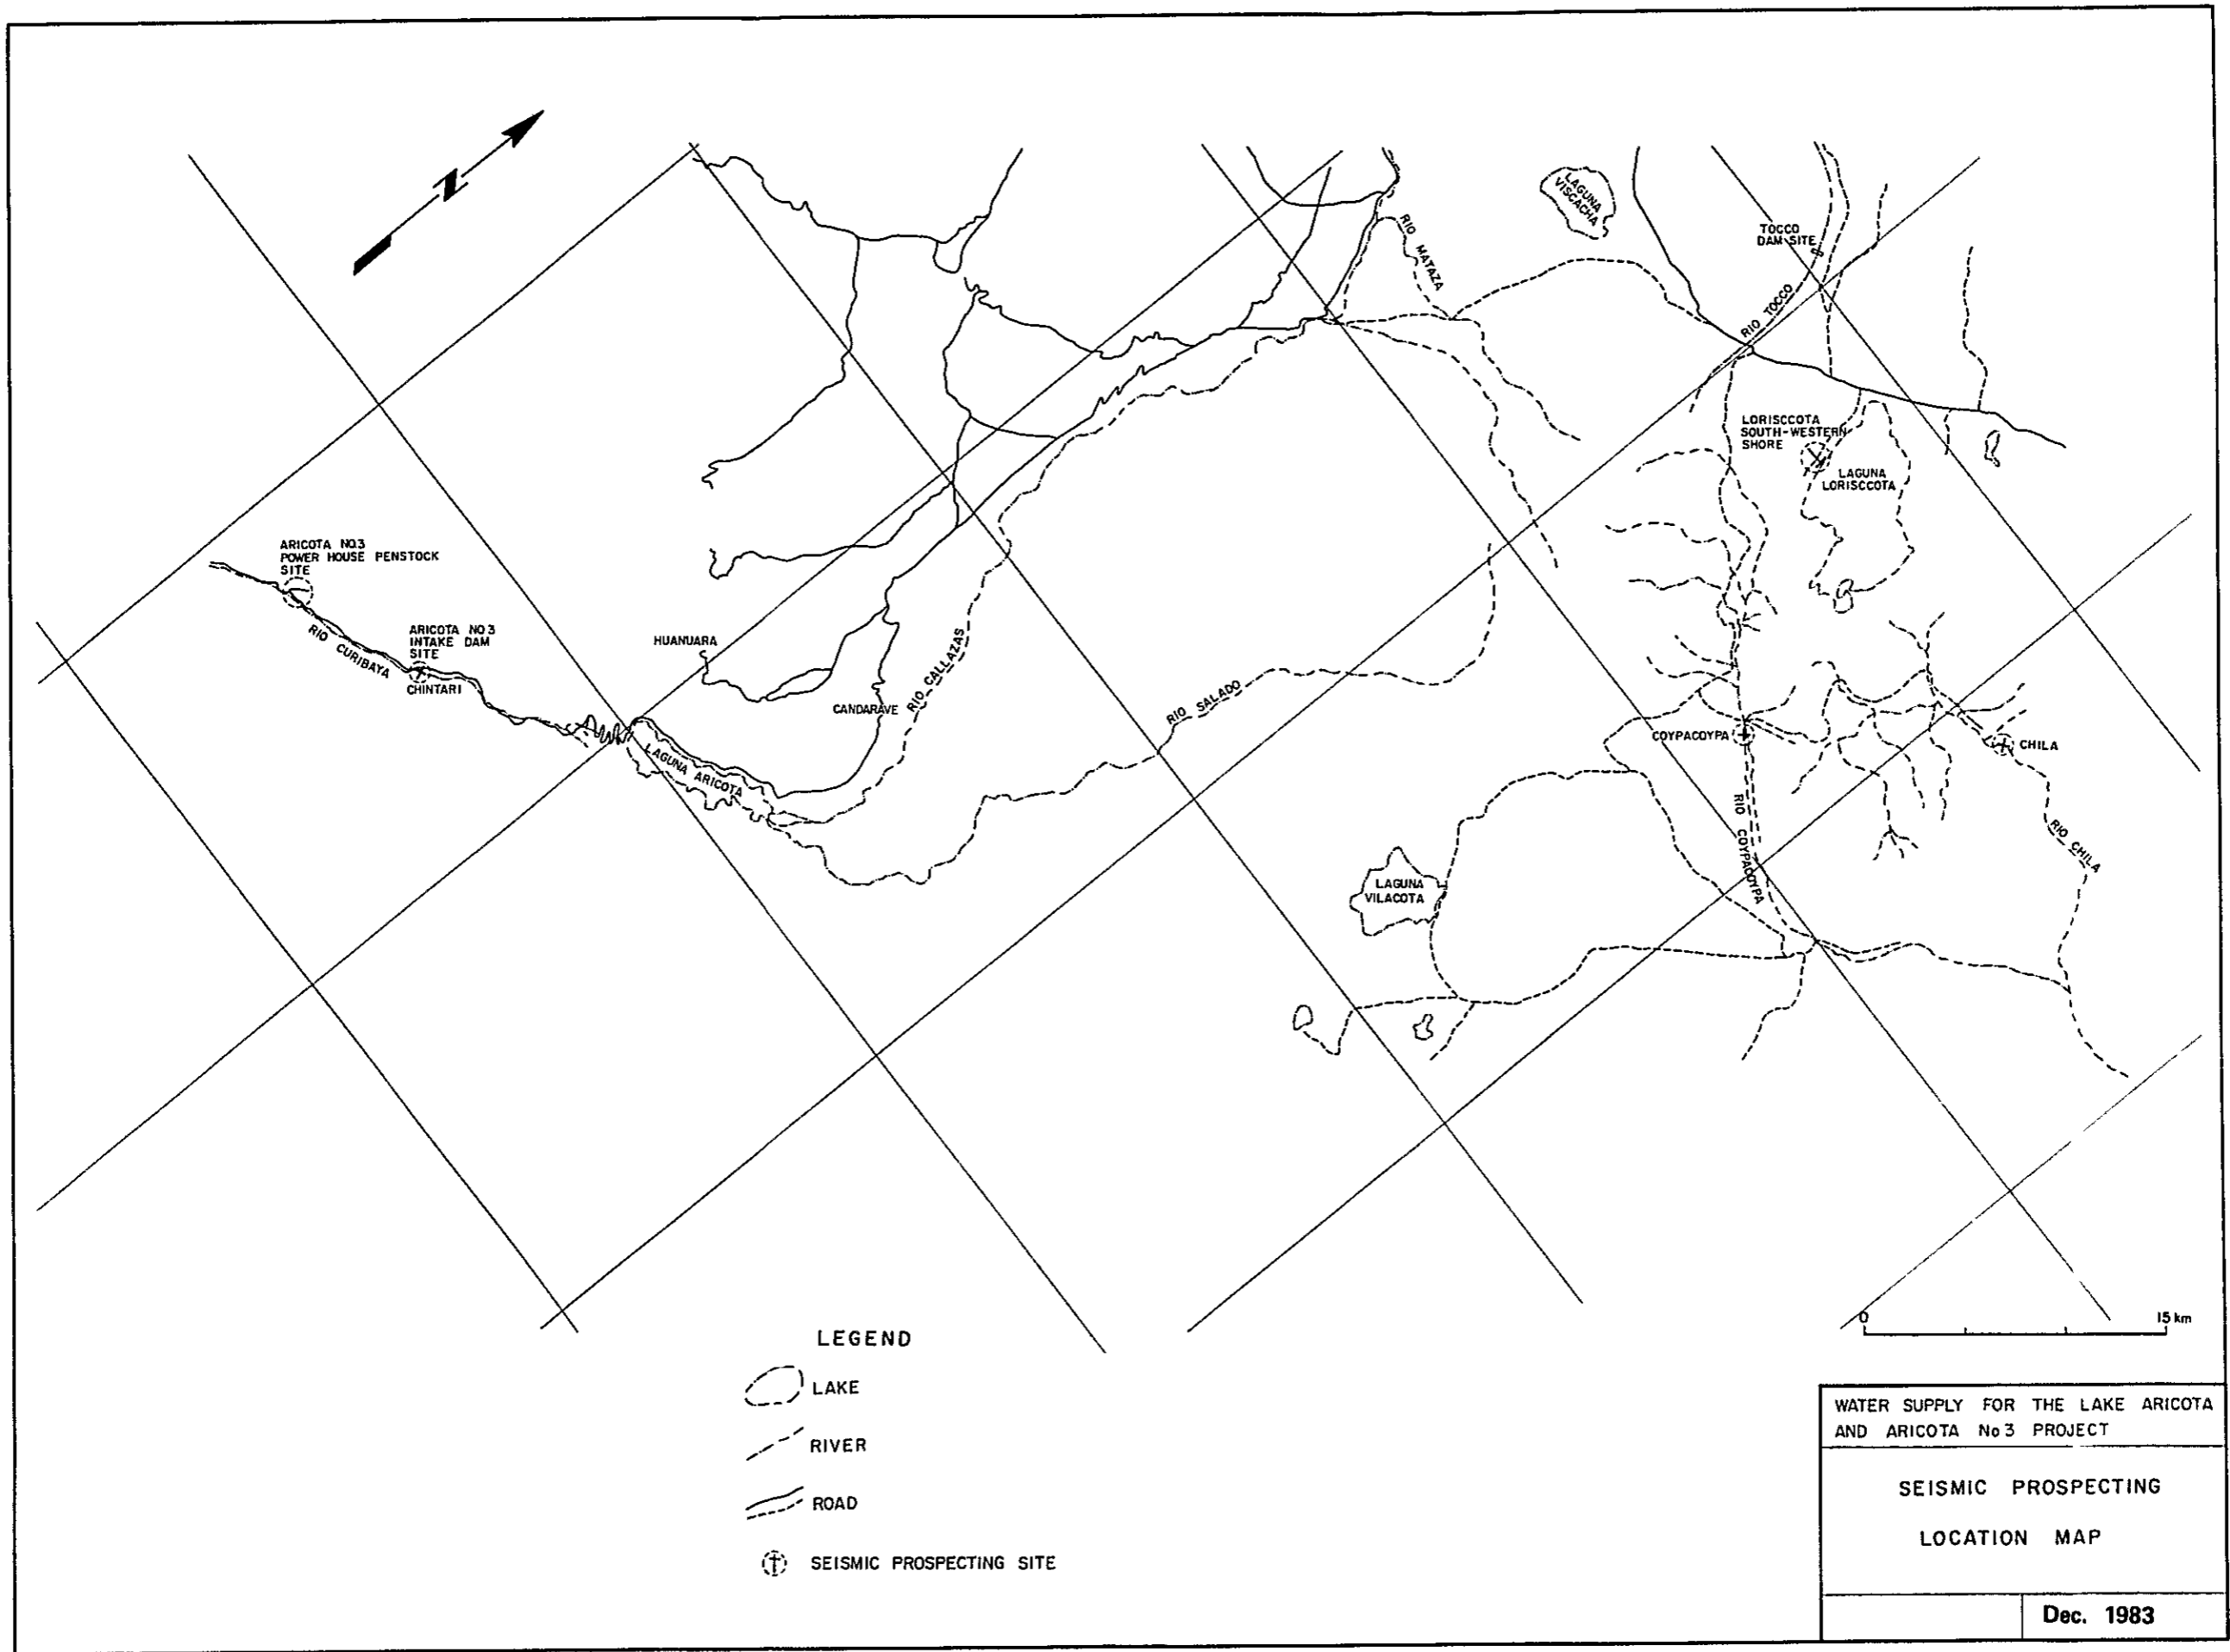 N
LAGUNA
VISCACHA
RIO MATAZA
TOCCO
DAM SITE
RIO TOCCO
LORISCCOTA
SOUTH-WESTERN
SHORE
LAGUNA
LORISCCOTA
ARICOTA NO.3
POWER HOUSE PENSTOCK
SITE
RIO CURIBAYA
ARICOTA NO 3
INTAKE DAM
SITE
CHINTARI
HUANUARA
CANDARAVE
RIO CALLAZAS
LAGUNA ARICOTA
RIO SALADO
COYPACOYPA
CHILA
RIO COYPACOYPA
RIO CHILA
LAGUNA
VILACOTA
0 15 km
LEGEND
LAKE
RIVER
ROAD
SEISMIC PROSPECTING SITE
WATER SUPPLY FOR THE LAKE ARICOTA
AND ARICOTA No 3 PROJECT
SEISMIC PROSPECTING
LOCATION MAP
Dec. 1983